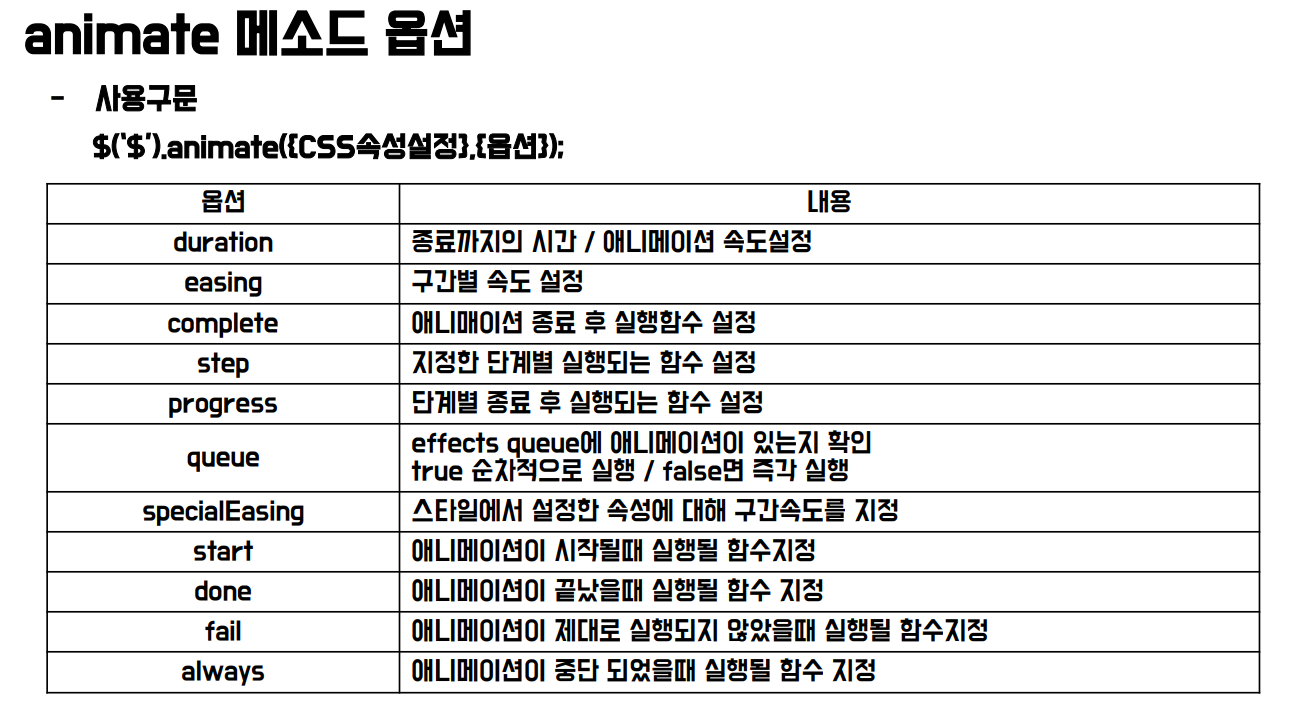 animate 메소드 옵션
- 사용구문
$(‘$’).animate({CSS속성설정},{옵션});
옵션 내용
duration 종료까지의 시간 / 애니메이션 속도설정
easing 구간별 속도 설정
complete 애니매이션 종료 후 실행함수 설정
step 지정한 단계별 실행되는 함수 설정
progress 단계별 종료 후 실행되는 함수 설정
queue effects queue에 애니메이션이 있는지 확인
true 순차적으로 실행 / false면 즉각 실행
specialEasing 스타일에서 설정한 속성에 대해 구간속도를 지정
start 애니메이션이 시작될때 실행될 함수지정
done 애니메이션이 끝났을때 실행될 함수 지정
fail 애니메이션이 제대로 실행되지 않았을때 실행될 함수지정
always 애니메이션이 중단 되었을때 실행될 함수 지정